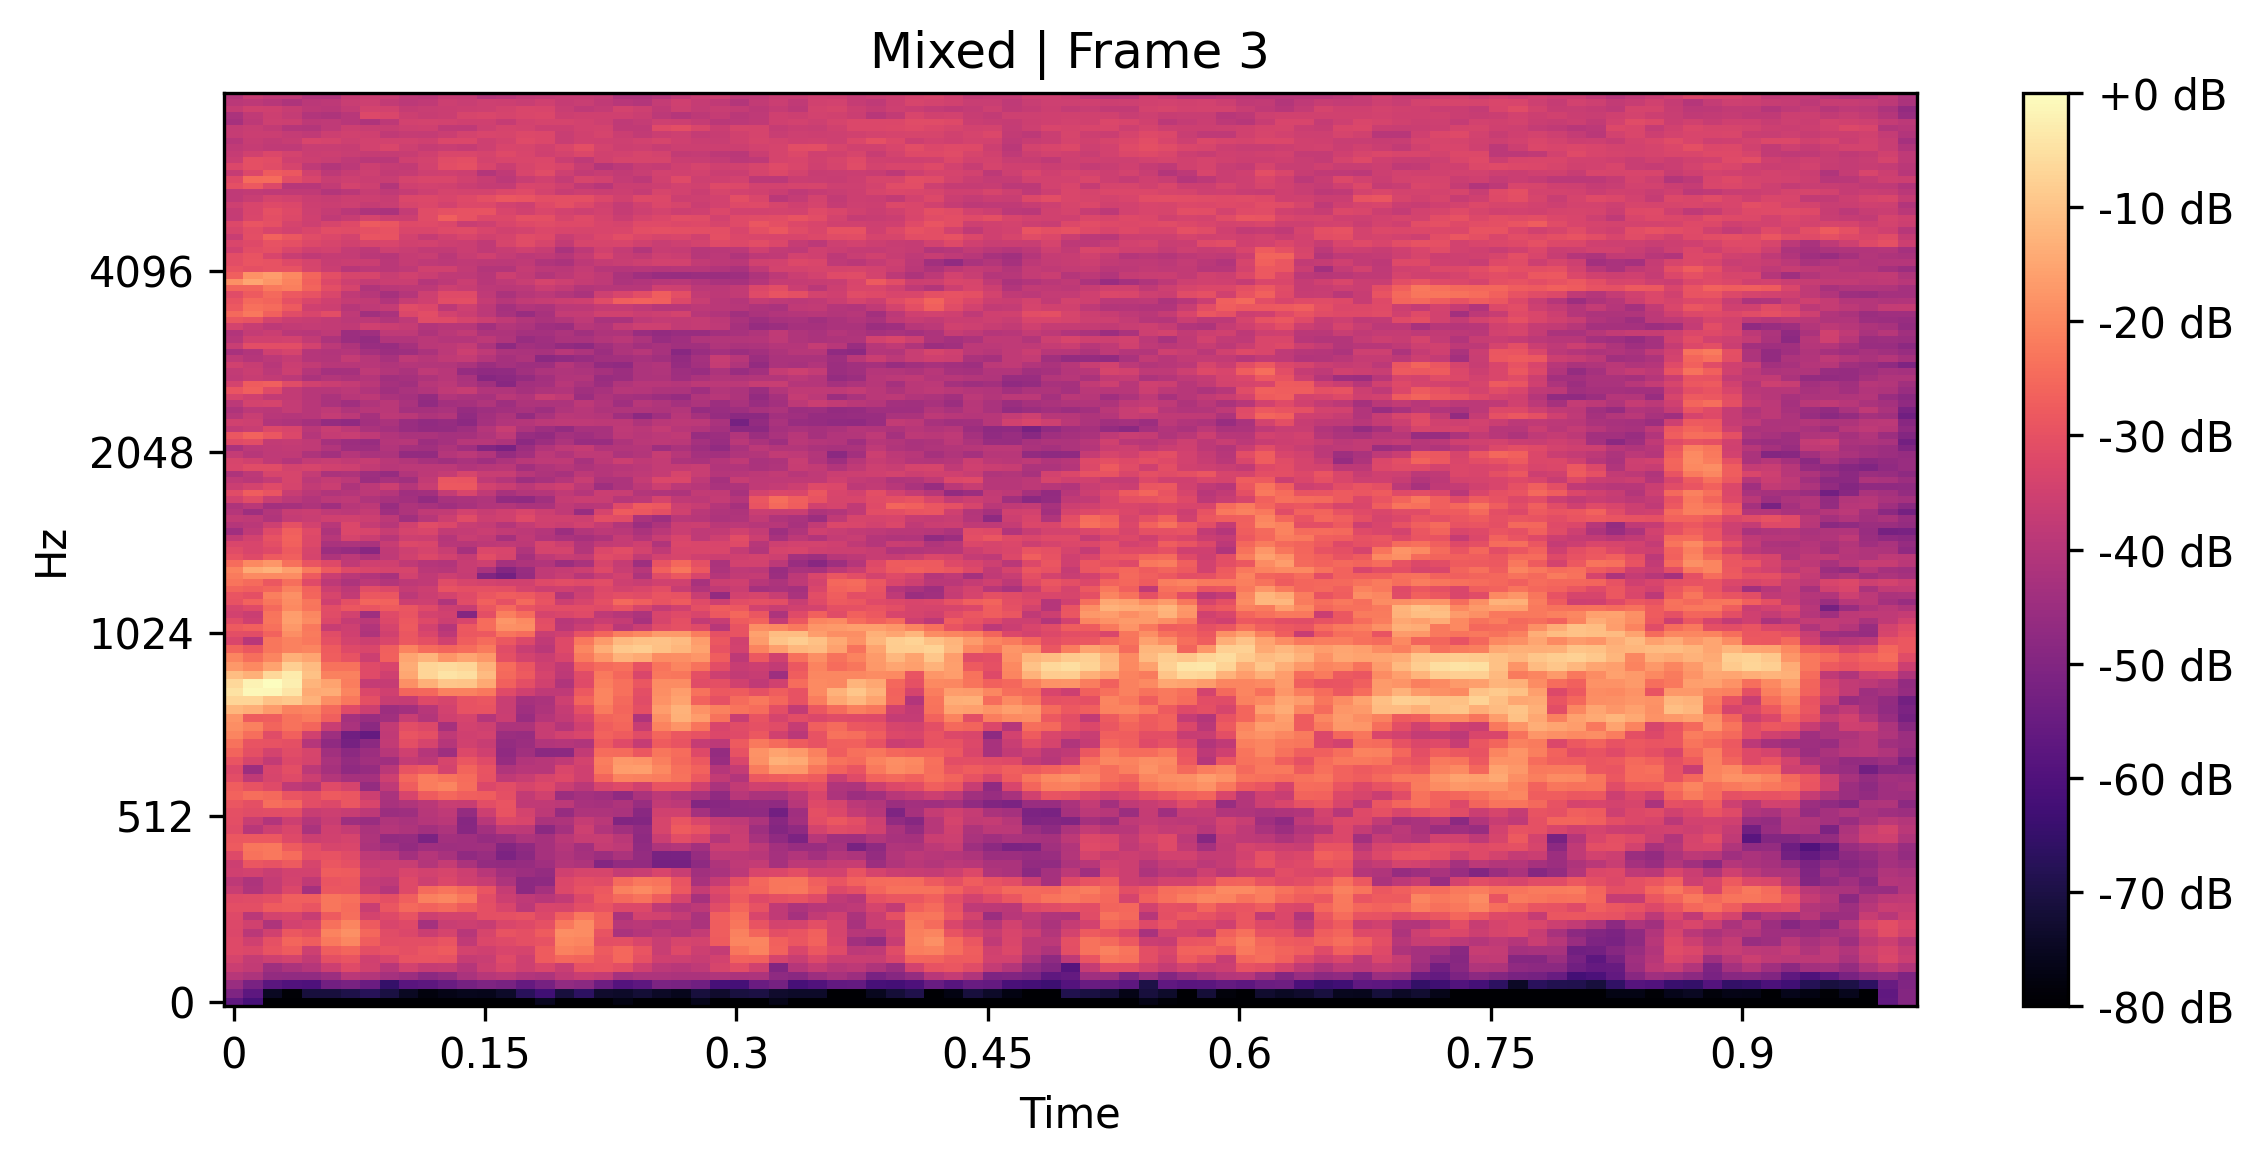 Mixed | Frame 3
Hz
4096
2048
1024
512
0
0 0.15 0.3 0.45 0.6 0.75 0.9
Time
+0 dB
-10 dB
-20 dB
-30 dB
-40 dB
-50 dB
-60 dB
-70 dB
-80 dB